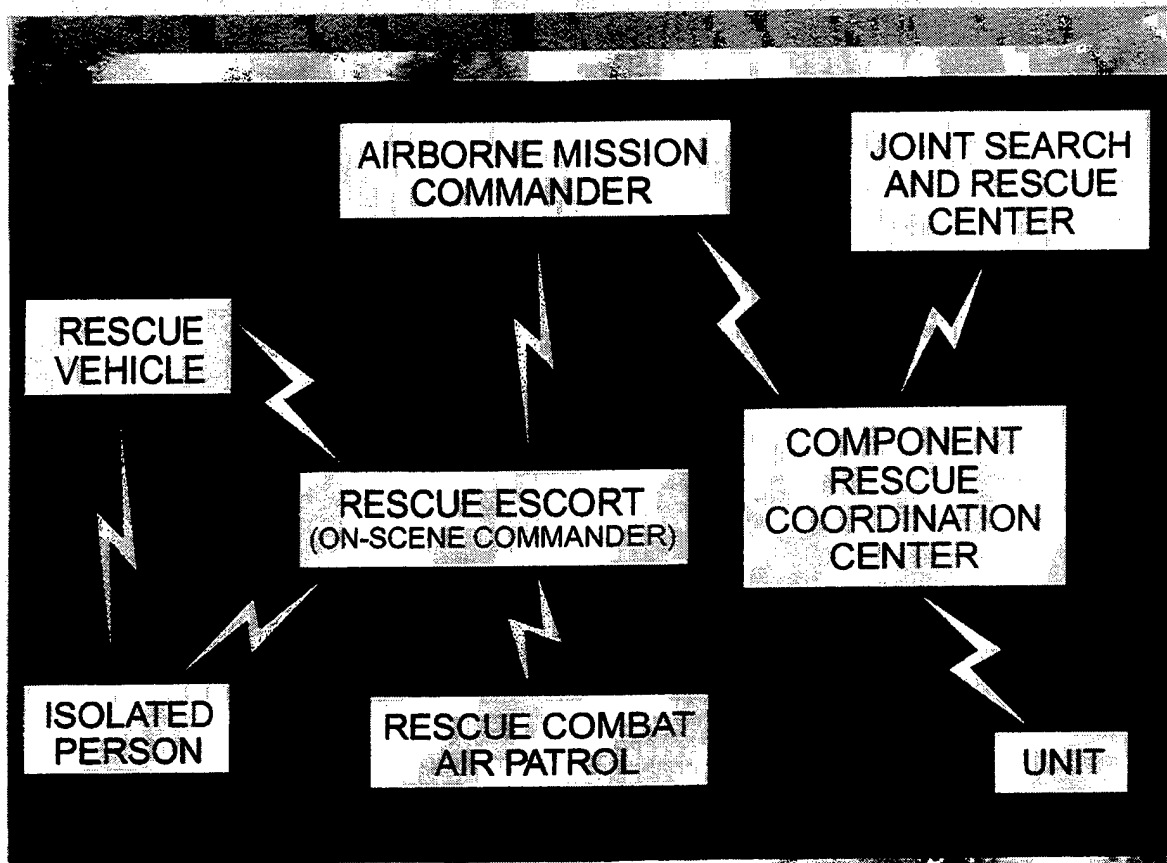 AIRBORNE MISSION
COMMANDER
JOINT SEARCH
AND RESCUE
CENTER
RESCUE
VEHICLE
RESCUE ESCORT
(ON-SCENE COMMANDER)
COMPONENT
RESCUE
COORDINATION
CENTER
ISOLATED
PERSON
RESCUE COMBAT
AIR PATROL
UNIT